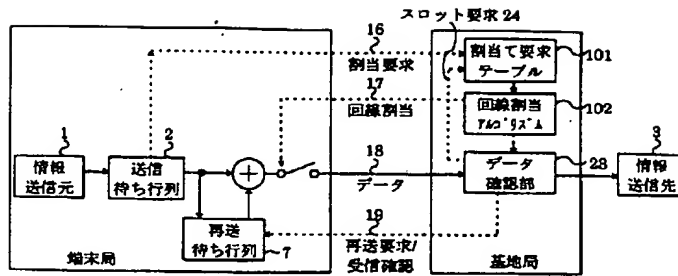 スロット要求 24
16
割当要求
割当て要求
テーブル
101
17
回線割当
回線割当
アルゴリズム
102
1
情報
送信元
2
送信
待ち行列
18
データ
データ
確認部
23
3
情報
送信先
19
再送要求/
受信確認
再送
待ち行列
7
端末局
基地局